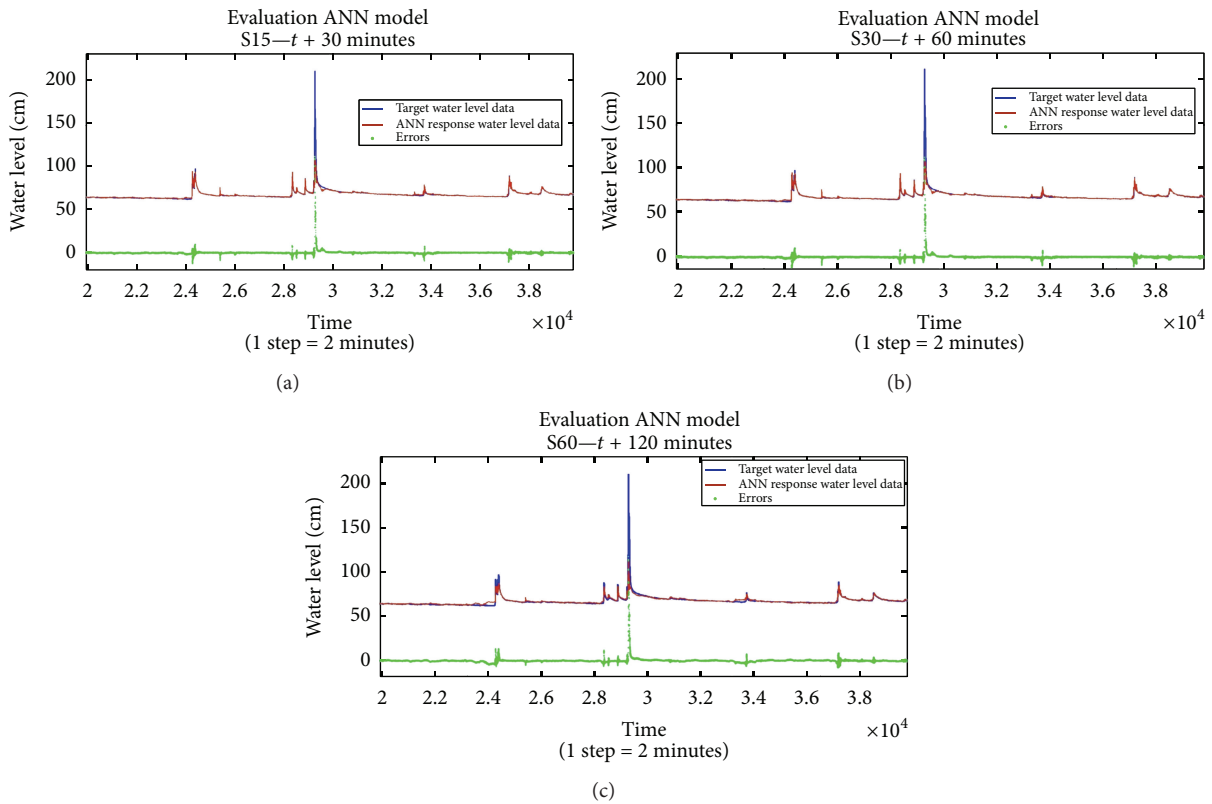 Evaluation ANN model
S15—t + 30 minutes
Water level (cm)
200
150
100
50
0
Target water level data
ANN response water level data
Errors
2 2.2 2.4 2.6 2.8 3 3.2 3.4 3.6 3.8
Time
×10⁴
(1 step = 2 minutes)
(a)
Evaluation ANN model
S30—t + 60 minutes
Water level (cm)
200
150
100
50
0
Target water level data
ANN response water level data
Errors
2 2.2 2.4 2.6 2.8 3 3.2 3.4 3.6 3.8
Time
×10⁴
(1 step = 2 minutes)
(b)
Evaluation ANN model
S60—t + 120 minutes
Water level (cm)
200
150
100
50
0
Target water level data
ANN response water level data
Errors
2 2.2 2.4 2.6 2.8 3 3.2 3.4 3.6 3.8
Time
×10⁴
(1 step = 2 minutes)
(c)